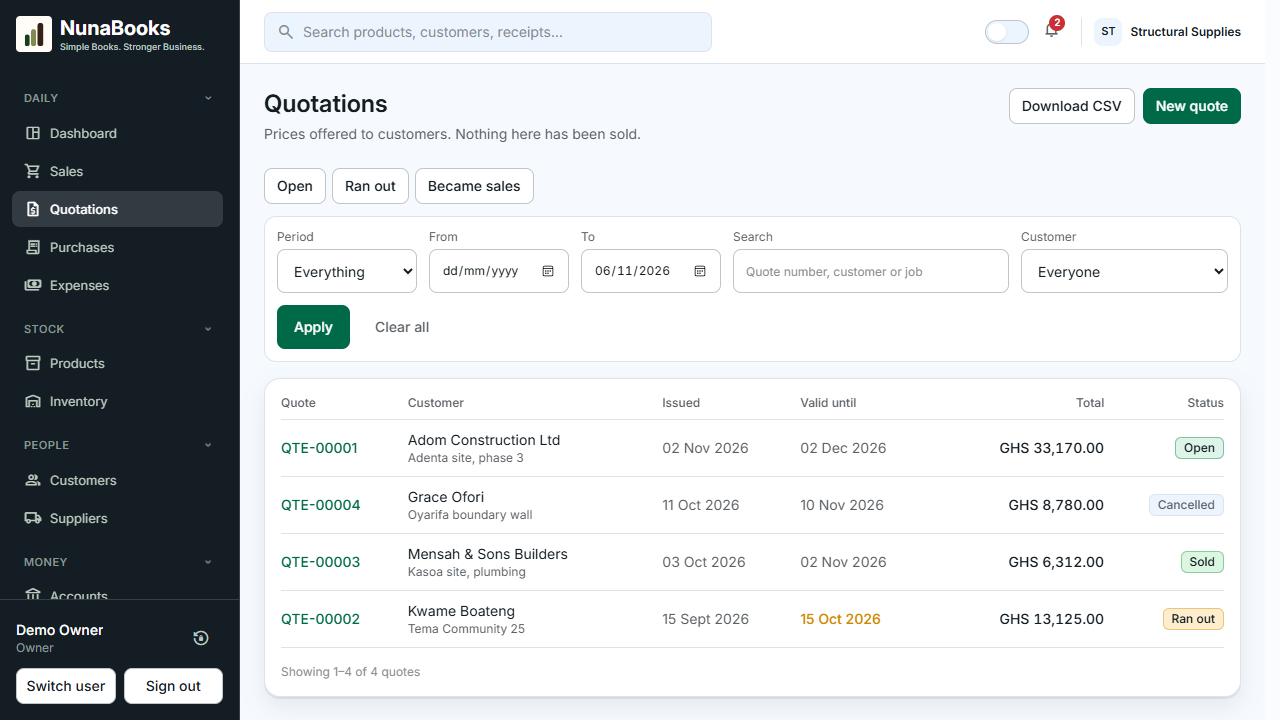 NunaBooks
Simple Books. Stronger Business.
DAILY
Dashboard
Sales
Quotations
Purchases
Expenses
STOCK
Products
Inventory
PEOPLE
Customers
Suppliers
MONEY
Accounts
Demo Owner
Owner
Switch user
Sign out
Search products, customers, receipts...
2
ST
Structural Supplies
Quotations
Prices offered to customers. Nothing here has been sold.
Download CSV
New quote
Open
Ran out
Became sales
Period
From
To
Search
Customer
Everything
dd/mm/yyyy
06/11/2026
Quote number, customer or job
Everyone
Apply
Clear all
Quote Customer Issued Valid until Total Status
QTE-00001 Adom Construction Ltd 02 Nov 2026 02 Dec 2026 GHS 33,170.00 Open
Adenta site, phase 3
QTE-00004 Grace Ofori 11 Oct 2026 10 Nov 2026 GHS 8,780.00 Cancelled
Oyarifa boundary wall
QTE-00003 Mensah & Sons Builders 03 Oct 2026 02 Nov 2026 GHS 6,312.00 Sold
Kasoa site, plumbing
QTE-00002 Kwame Boateng 15 Sept 2026 15 Oct 2026 GHS 13,125.00 Ran out
Tema Community 25
Showing 1–4 of 4 quotes